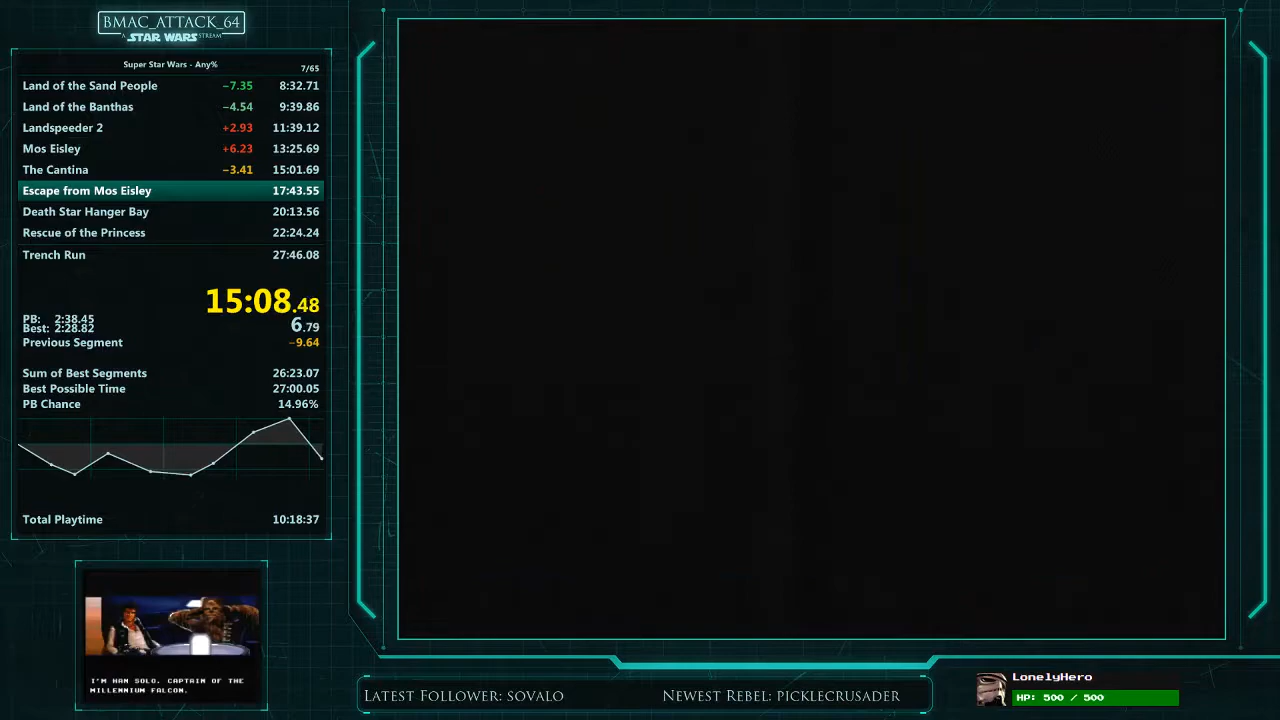 BMAC_ATTACK_64
A STAR WARS STREAM
Super Star Wars - Any%
7/65
Land of the Sand People −7.35 8:32.71
Land of the Banthas −4.54 9:39.86
Landspeeder 2 +2.93 11:39.12
Mos Eisley +6.23 13:25.69
The Cantina −3.41 15:01.69
Escape from Mos Eisley 17:43.55
Death Star Hanger Bay 20:13.56
Rescue of the Princess 22:24.24
Trench Run 27:46.08
15:08.48
PB: 2:38.45
Best: 2:28.82
6.79
Previous Segment −9.64
Sum of Best Segments 26:23.07
Best Possible Time 27:00.05
PB Chance 14.96%
Total Playtime 10:18:37
I'M HAN SOLO. CAPTAIN OF THE
MILLENNIUM FALCON.
LATEST FOLLOWER: SOVALO
NEWEST REBEL: PICKLECRUSADER
LonelyHero
HP: 500 / 500